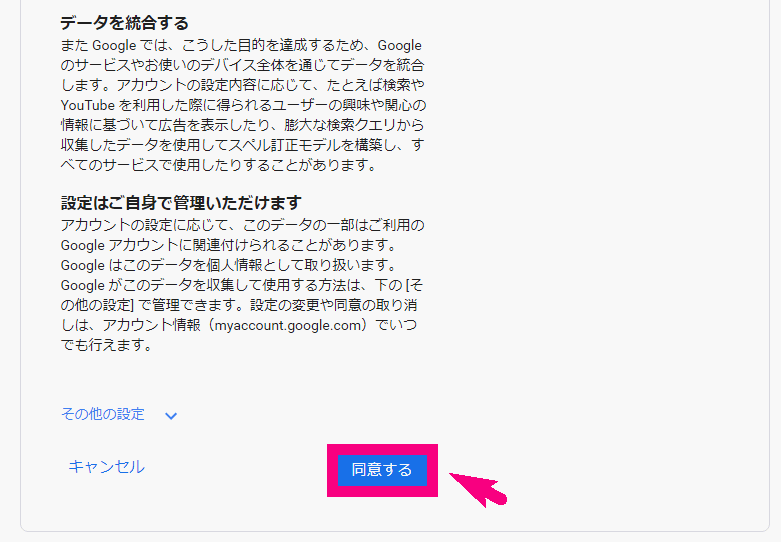 データを統合する
また Google では、こうした目的を達成するため、Google
のサービスやお使いのデバイス全体を通じてデータを統合
します。アカウントの設定内容に応じて、たとえば検索や
YouTube を利用した際に得られるユーザーの興味や関心の
情報に基づいて広告を表示したり、膨大な検索クエリから
収集したデータを使用してスペル訂正モデルを構築し、す
べてのサービスで使用したりすることがあります。
設定はご自身で管理いただけます
アカウントの設定に応じて、このデータの一部はご利用の
Google アカウントに関連付けられることがあります。
Google はこのデータを個人情報として取り扱います。
Google がこのデータを収集して使用する方法は、下の [そ
の他の設定] で管理できます。設定の変更や同意の取り消
しは、アカウント情報（myaccount.google.com）でいつ
でも行えます。
その他の設定
キャンセル
同意する